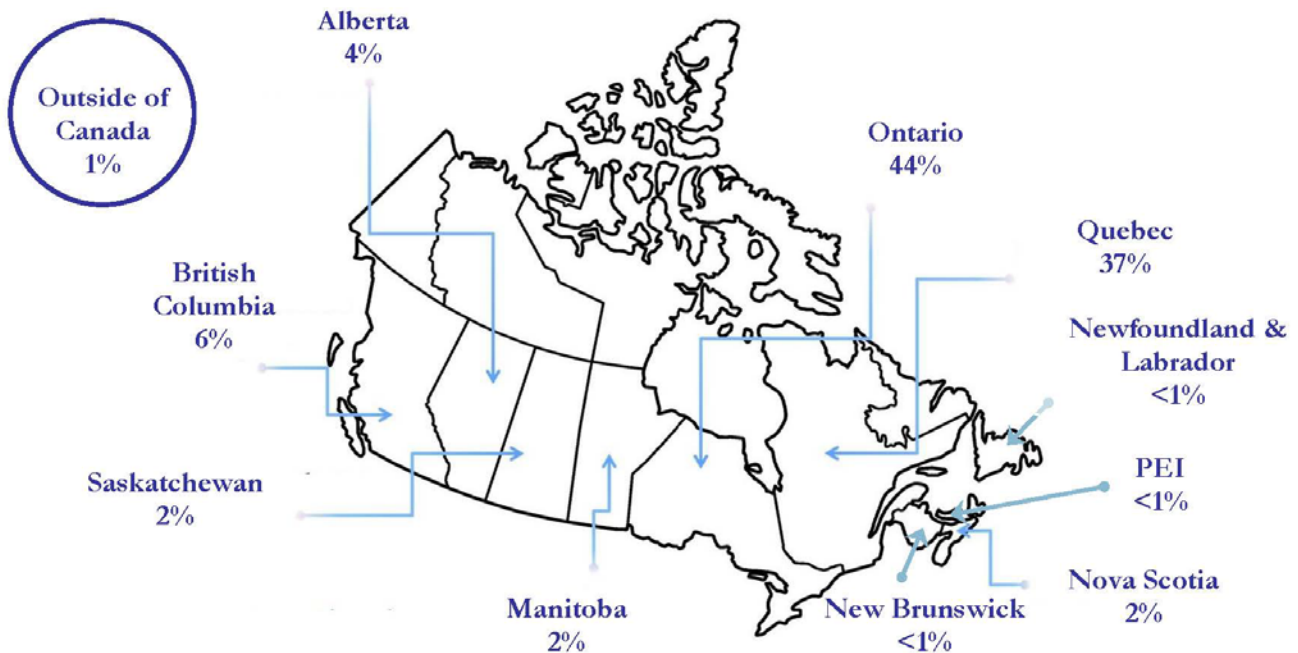 Alberta
4%
Outside of
Canada
1%
Ontario
44%
Quebec
37%
British
Columbia
6%
Newfoundland &
Labrador
<1%
Saskatchewan
2%
PEI
<1%
Manitoba
2%
New Brunswick
<1%
Nova Scotia
2%